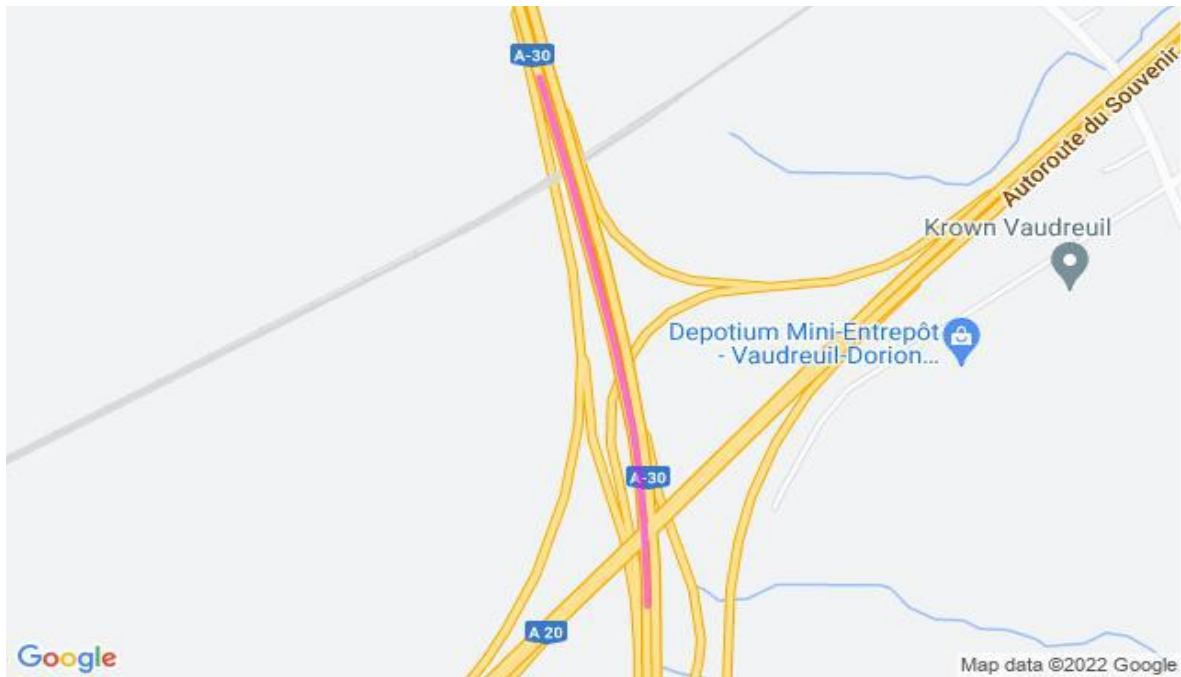 A-30
Autoroute du Souvenir
Krown Vaudreuil
Depotium Mini-Entrepôt
- Vaudreuil-Dorion...
A-30
A 20
Google
Map data ©2022 Google